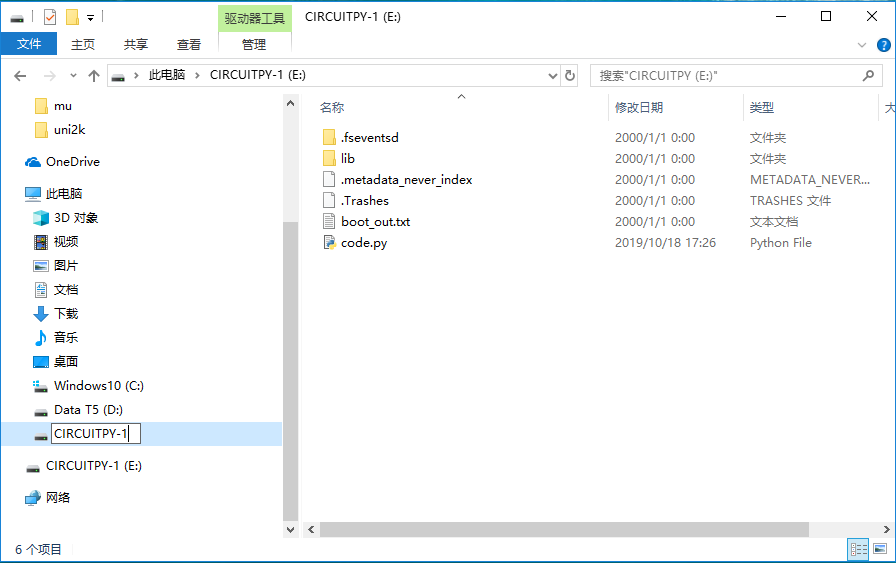 驱动器工具
CIRCUITPY-1 (E:)
文件
主页
共享
查看
管理
此电脑 › CIRCUITPY-1 (E:)
搜索"CIRCUITPY (E:)"
mu
uni2k
OneDrive
此电脑
3D 对象
视频
图片
文档
下载
音乐
桌面
Windows10 (C:)
Data T5 (D:)
CIRCUITPY-1
CIRCUITPY-1 (E:)
网络
名称 修改日期 类型 大
.fseventsd 2000/1/1 0:00 文件夹
lib 2000/1/1 0:00 文件夹
.metadata_never_index 2000/1/1 0:00 METADATA_NEVER...
.Trashes 2000/1/1 0:00 TRASHES 文件
boot_out.txt 2000/1/1 0:00 文本文档
code.py 2019/10/18 17:26 Python File
6 个项目